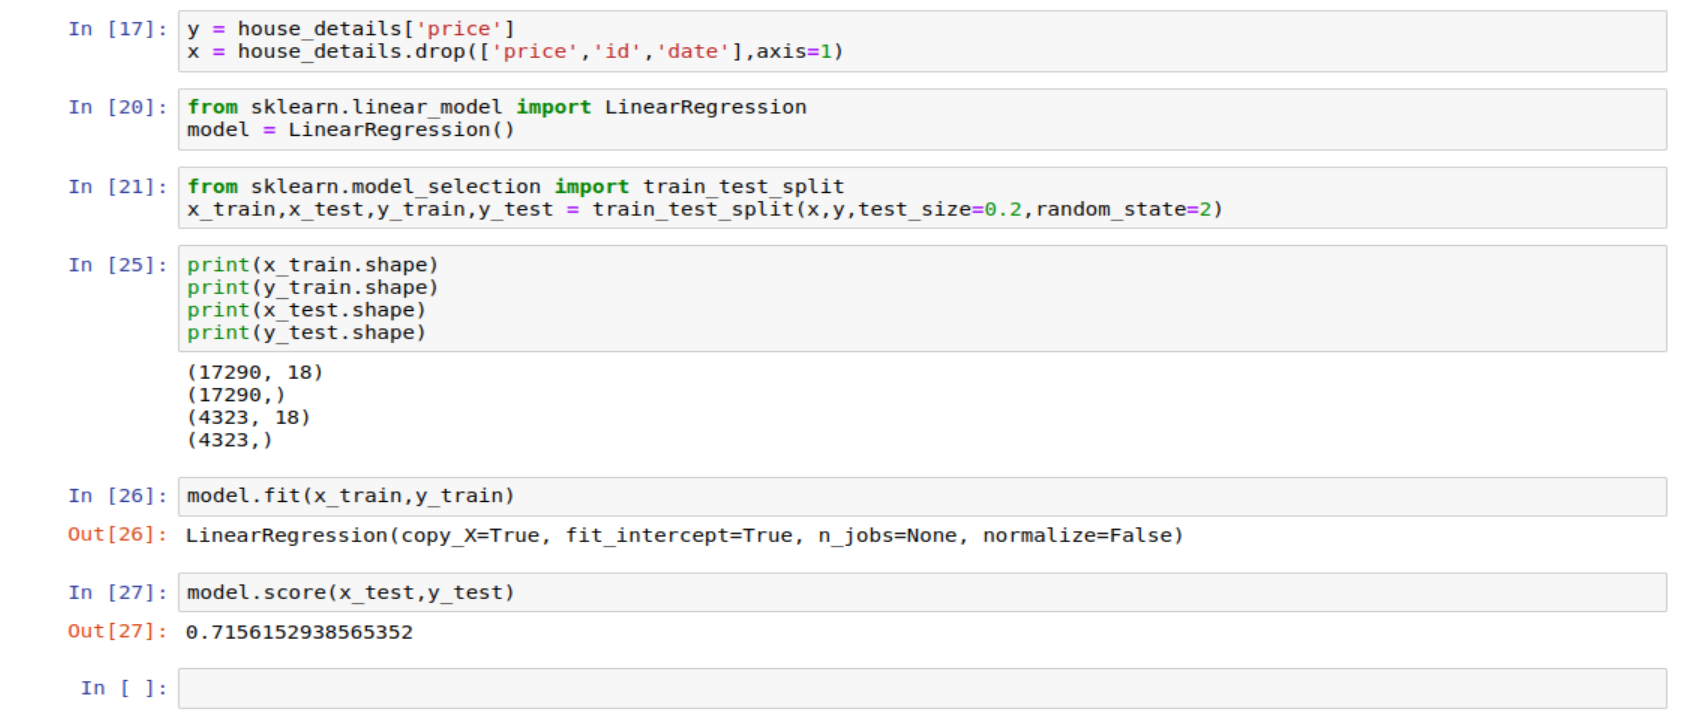 In [17]: y = house_details['price']
x = house_details.drop(['price','id','date'],axis=1)
In [20]: from sklearn.linear_model import LinearRegression
model = LinearRegression()
In [21]: from sklearn.model_selection import train_test_split
x_train,x_test,y_train,y_test = train_test_split(x,y,test_size=0.2,random_state=2)
In [25]: print(x_train.shape)
print(y_train.shape)
print(x_test.shape)
print(y_test.shape)
(17290, 18)
(17290,)
(4323, 18)
(4323,)
In [26]: model.fit(x_train,y_train)
Out[26]: LinearRegression(copy_X=True, fit_intercept=True, n_jobs=None, normalize=False)
In [27]: model.score(x_test,y_test)
Out[27]: 0.7156152938565352
In [ ]: